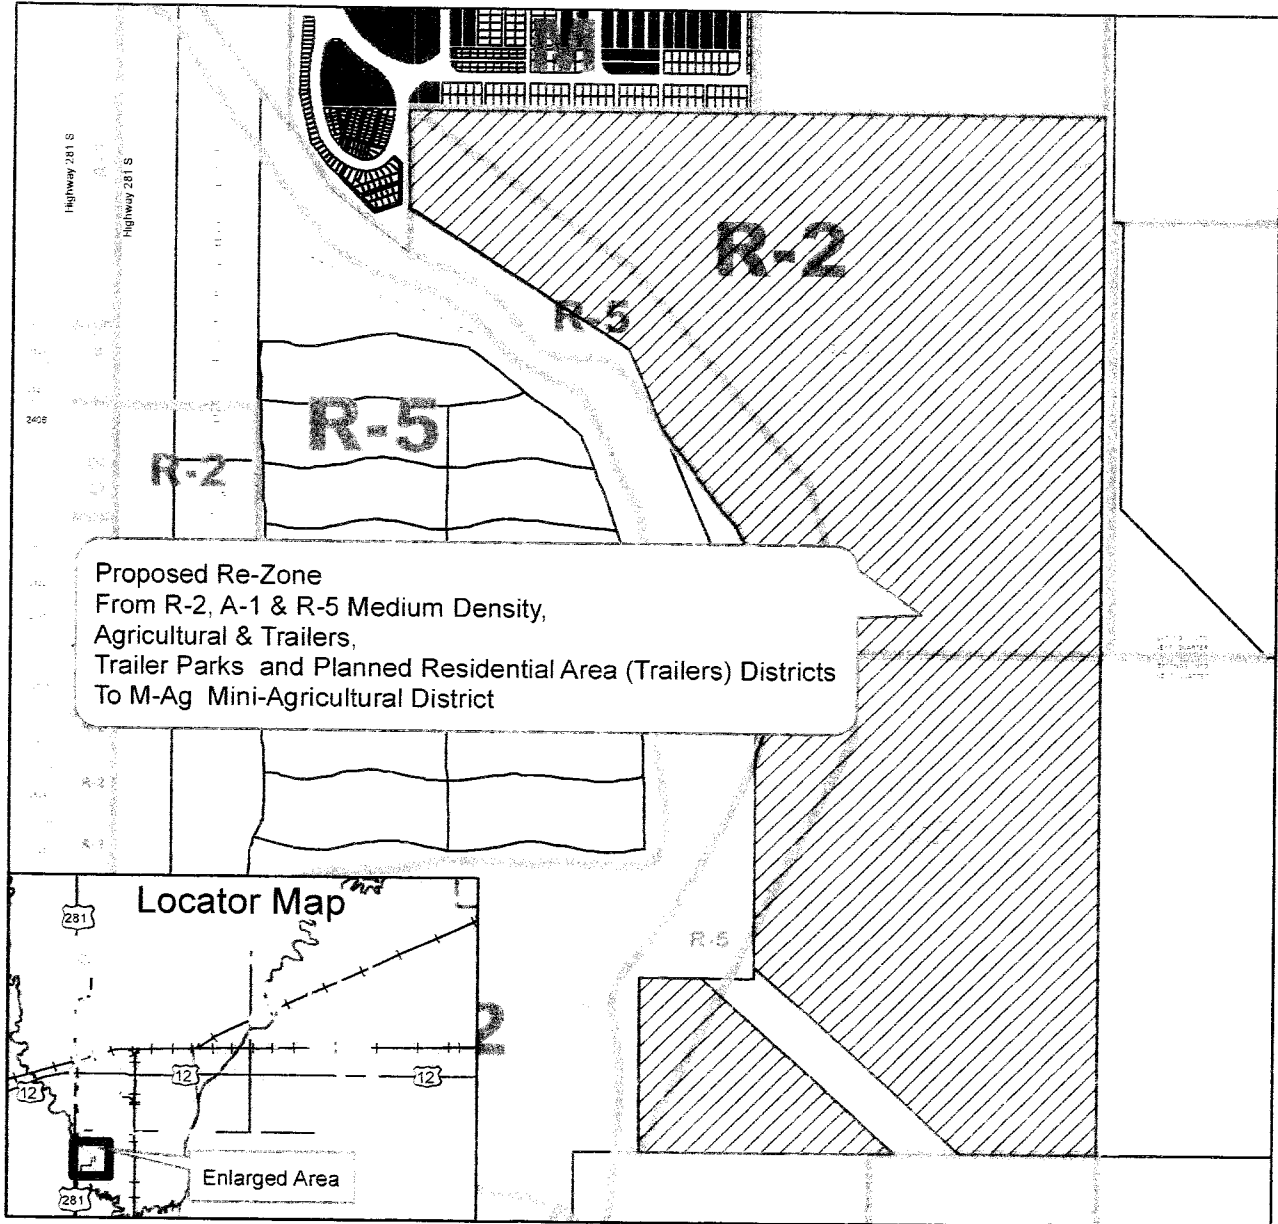 M
Highway 281 S
Highway 281 S
R-2
R-5
R-5
2406
R-2
Proposed Re-Zone
From R-2, A-1 & R-5 Medium Density,
Agricultural & Trailers,
Trailer Parks and Planned Residential Area (Trailers) Districts
To M-Ag Mini-Agricultural District
R-5
2
Locator Map
281
12
12
12
Enlarged Area
281